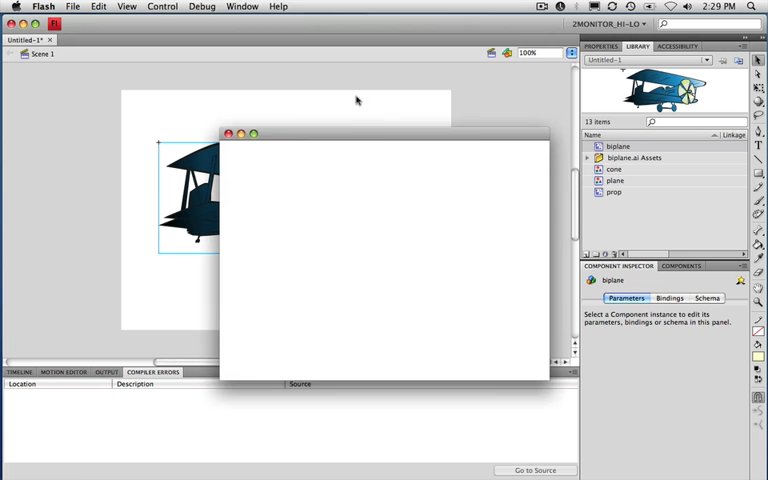 Flash File Edit View Control Debug Window Help 2:29 PM
Fl 2MONITOR_HI-LO
Untitled-1*
Scene 1 100%
PROPERTIES LIBRARY ACCESSIBILITY
Untitled-1
13 items
Name Linkage
biplane
biplane.ai Assets
cone
plane
prop
COMPONENT INSPECTOR COMPONENTS
biplane
Parameters Bindings Schema
Select a Component instance to edit its
parameters, bindings or schema in this panel.
TIMELINE MOTION EDITOR OUTPUT COMPILER ERRORS
Location Description Source
Go to Source